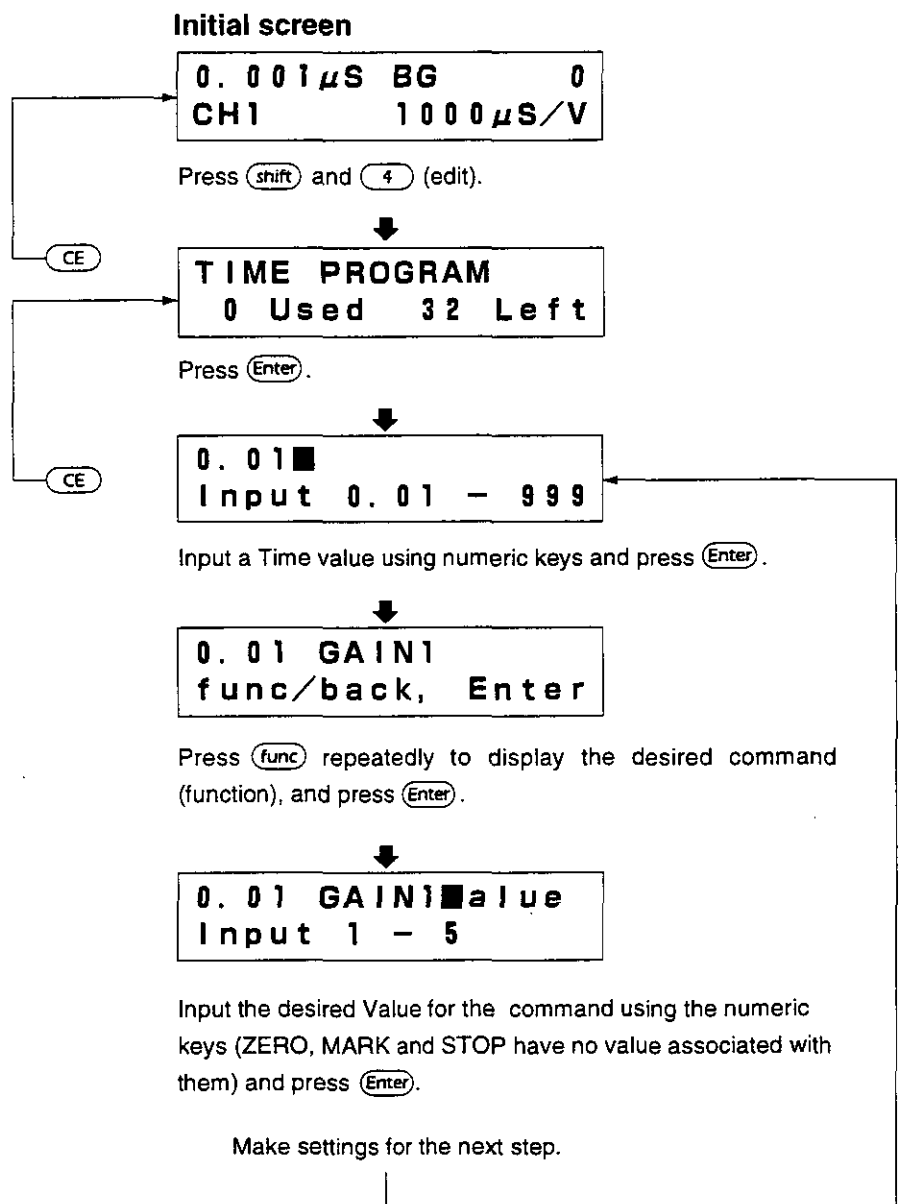 Initial screen
0.001μS BG 0
CH1 1000μS/V
Press shift and 4 (edit).
CE
TIME PROGRAM
0 Used 32 Left
Press Enter.
CE
0.01■
Input 0.01 – 999
Input a Time value using numeric keys and press Enter.
0.01 GAIN1
func/back, Enter
Press func repeatedly to display the desired command
(function), and press Enter.
0.01 GAIN1■alue
Input 1 – 5
Input the desired Value for the command using the numeric
keys (ZERO, MARK and STOP have no value associated with
them) and press Enter.
Make settings for the next step.